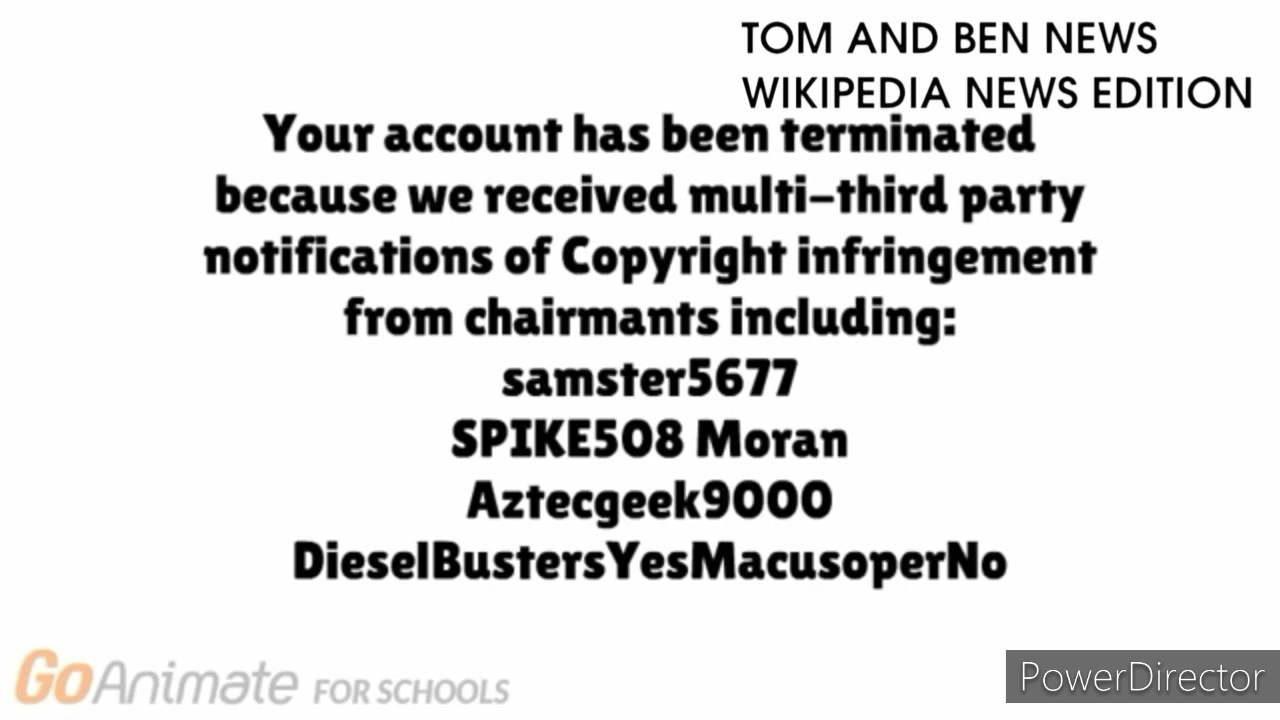 TOM AND BEN NEWS
WIKIPEDIA NEWS EDITION
Your account has been terminated
because we received multi-third party
notifications of Copyright infringement
from chairmants including:
samster5677
SPIKE508 Moran
Aztecgeek9000
DieselBustersYesMacusoperNo
GoAnimate FOR SCHOOLS
PowerDirector